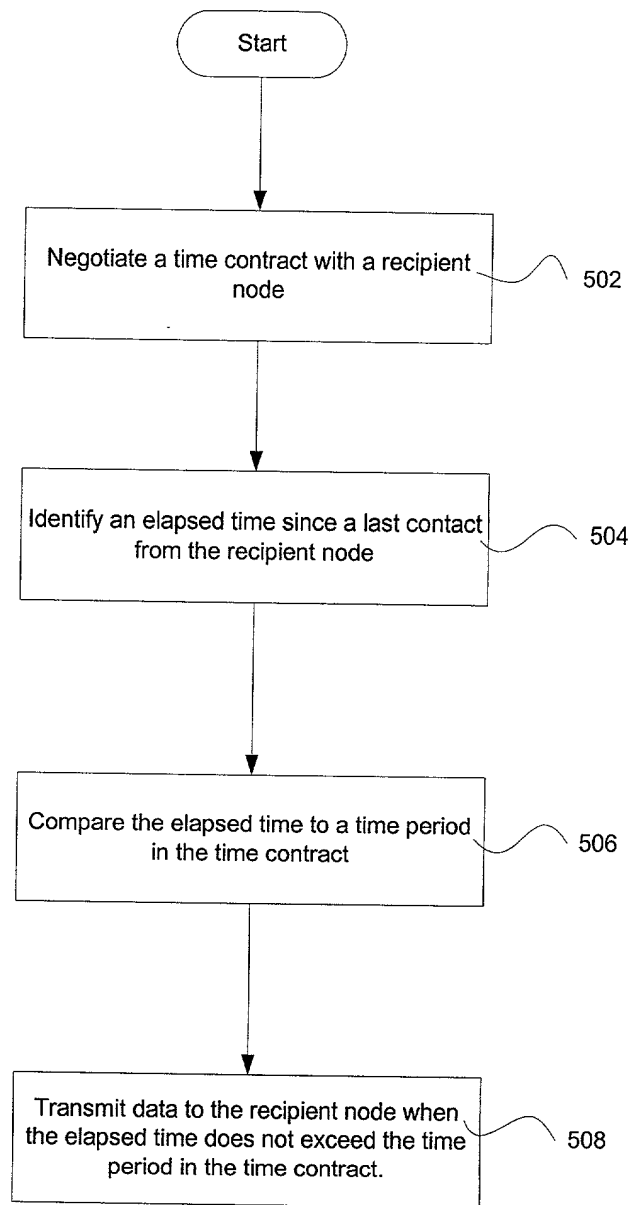 Start
Negotiate a time contract with a recipient
node
502
Identify an elapsed time since a last contact
from the recipient node
504
Compare the elapsed time to a time period
in the time contract
506
Transmit data to the recipient node when
the elapsed time does not exceed the time
period in the time contract.
508